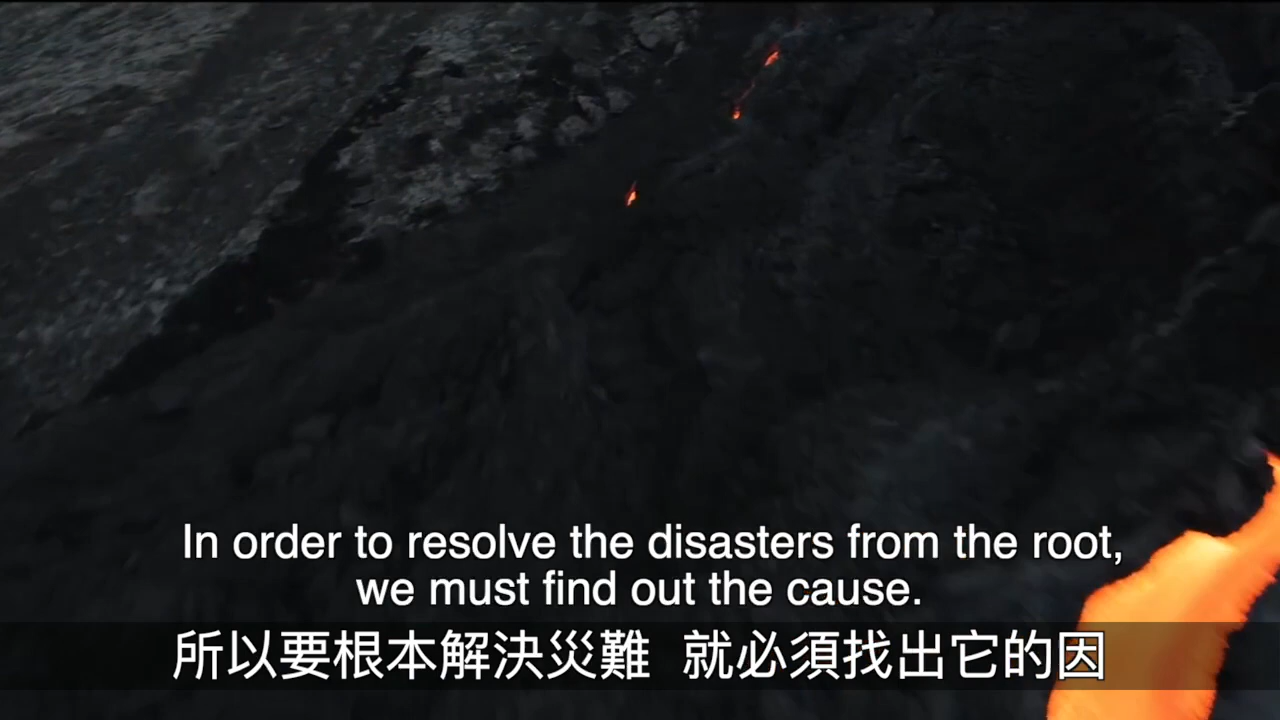 In order to resolve the disasters from the root,
we must find out the cause.
所以要根本解決災難 就必須找出它的因